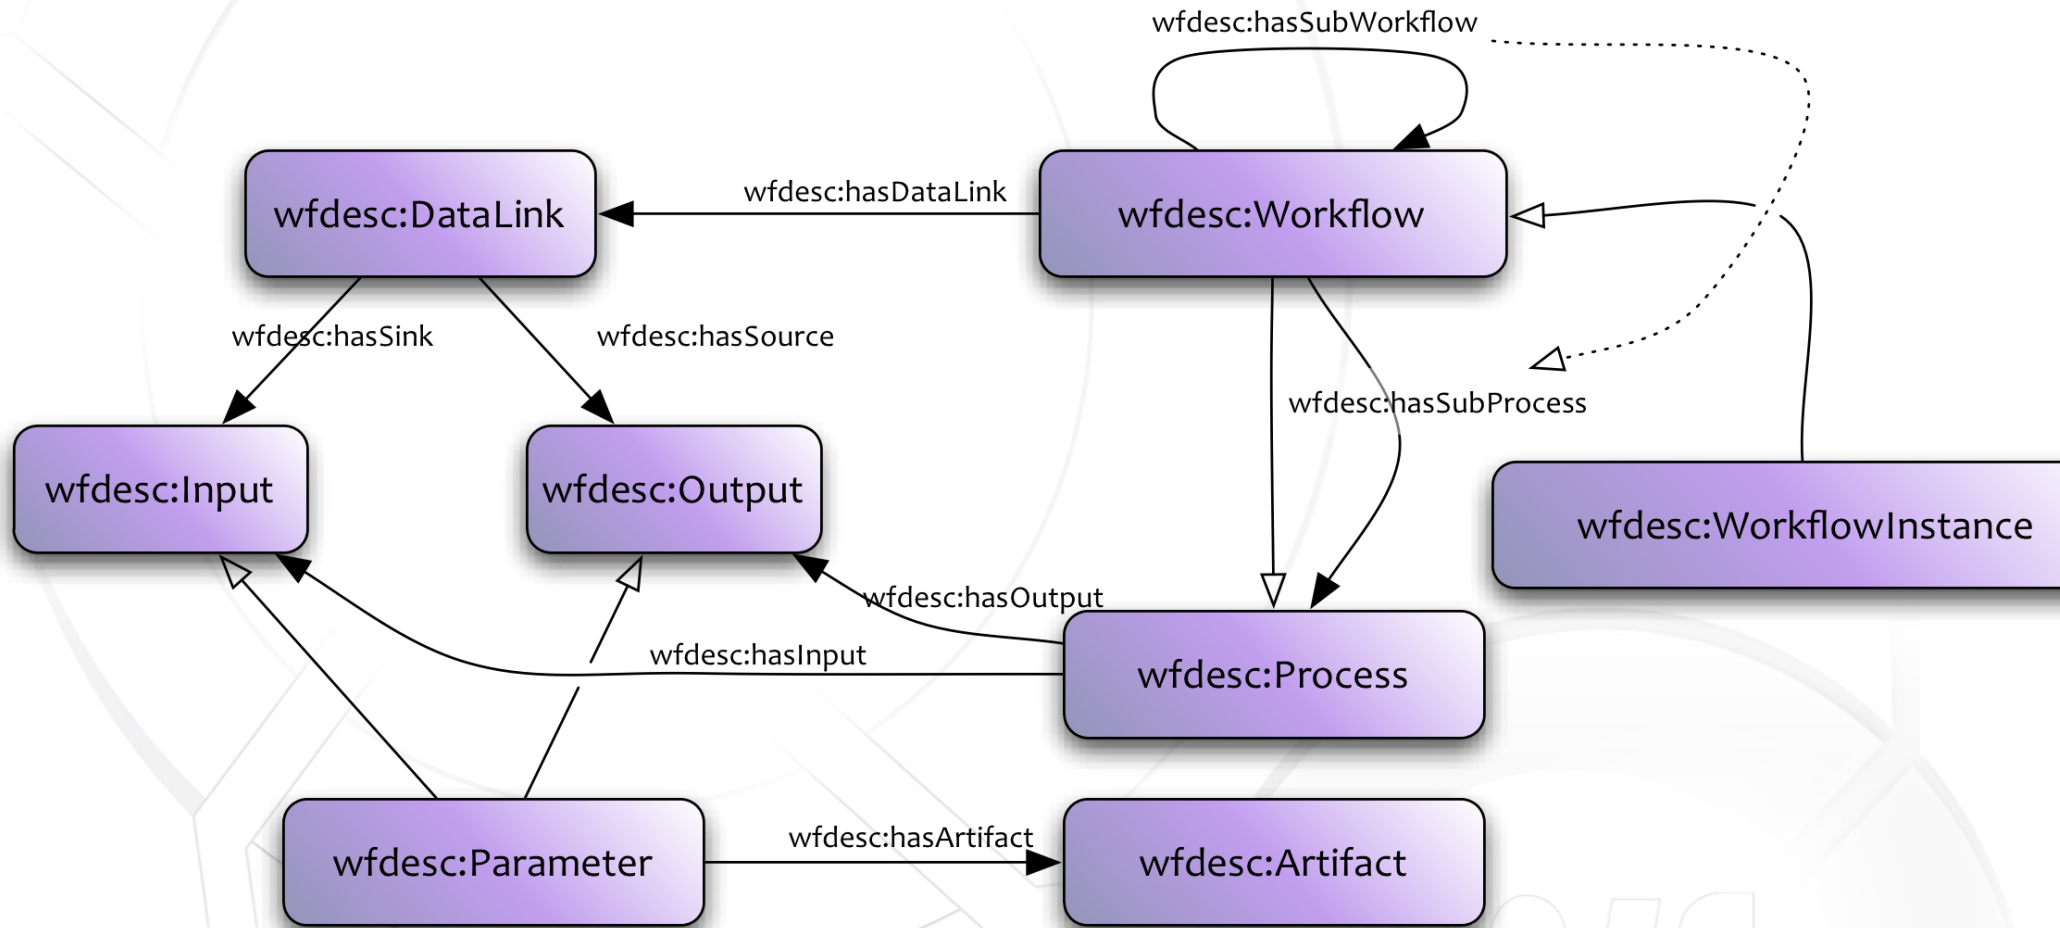 wfdesc:hasSubWorkflow
wfdesc:hasDataLink
wfdesc:DataLink
wfdesc:Workflow
wfdesc:hasSink
wfdesc:hasSource
wfdesc:hasSubProcess
wfdesc:Input
wfdesc:Output
wfdesc:WorkflowInstance
wfdesc:hasOutput
wfdesc:hasInput
wfdesc:Process
wfdesc:hasArtifact
wfdesc:Parameter
wfdesc:Artifact